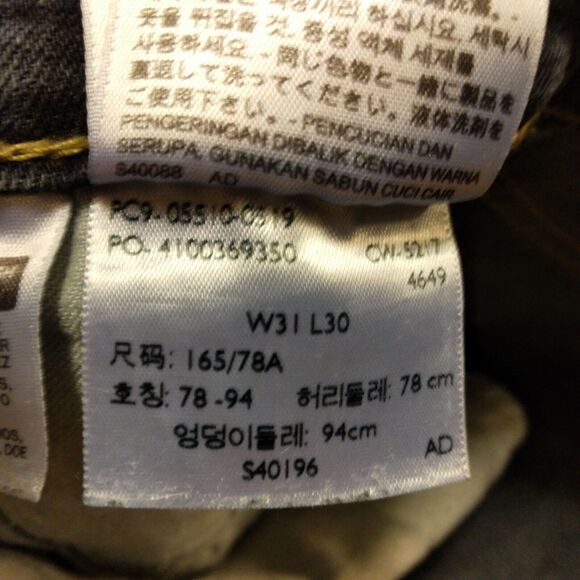 옷을 뒤집을 것. 중성 액체 세제를
사용하세요. - 同じ色物と一緒に製品を
裏返して洗ってください。液体洗剤を
ご使用下さい。
PENGERINGAN DIBALIK. - PENCUCIAN DAN
SERUPA. GUNAKAN SABUN CUCI CAIR DENGAN WARNA
S40088 AD
PC9- 05510-0819
PO- 4100369350 CW-5217
4649
W31 L30
尺码: 165/78A
호칭: 78 -94 허리둘레: 78 cm
엉덩이둘레: 94cm
S40196 AD